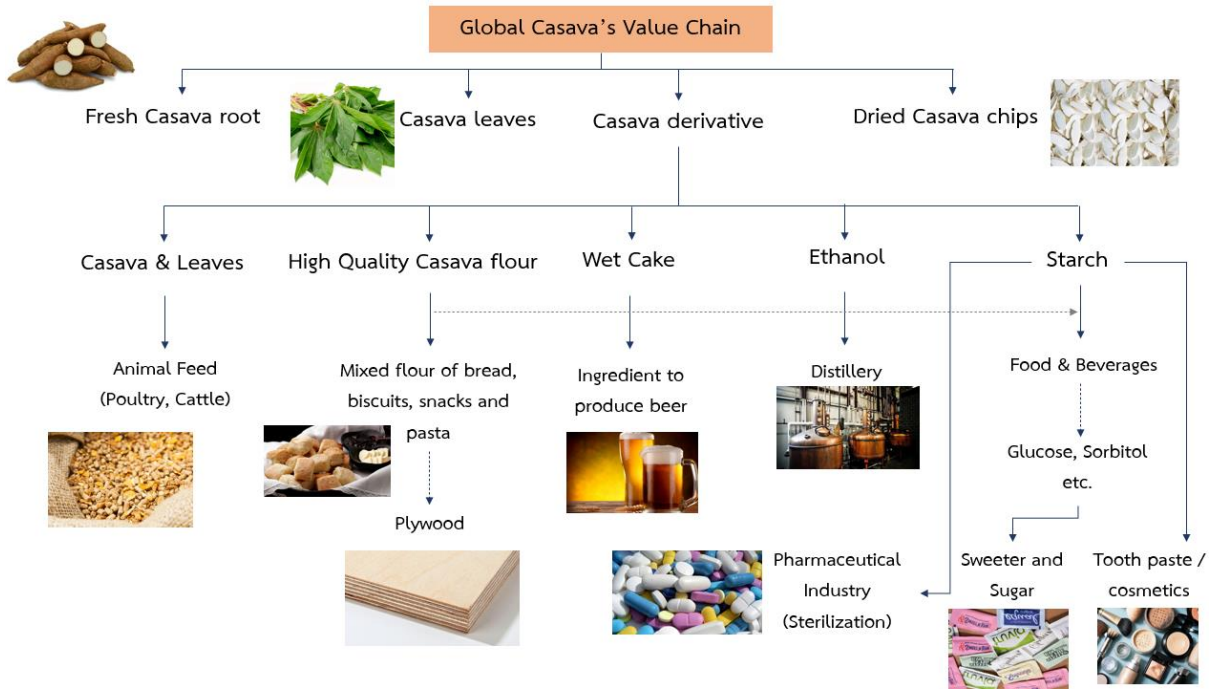 Global Casava's Value Chain
Fresh Casava root
Casava leaves
Casava derivative
Dried Casava chips
Casava & Leaves
High Quality Casava flour
Wet Cake
Ethanol
Starch
Animal Feed
(Poultry, Cattle)
Mixed flour of bread,
biscuits, snacks and
pasta
Ingredient to
produce beer
Distillery
Food & Beverages
Glucose, Sorbitol
etc.
Plywood
Pharmaceutical
Industry
(Sterilization)
Sweeter and
Sugar
Tooth paste /
cosmetics